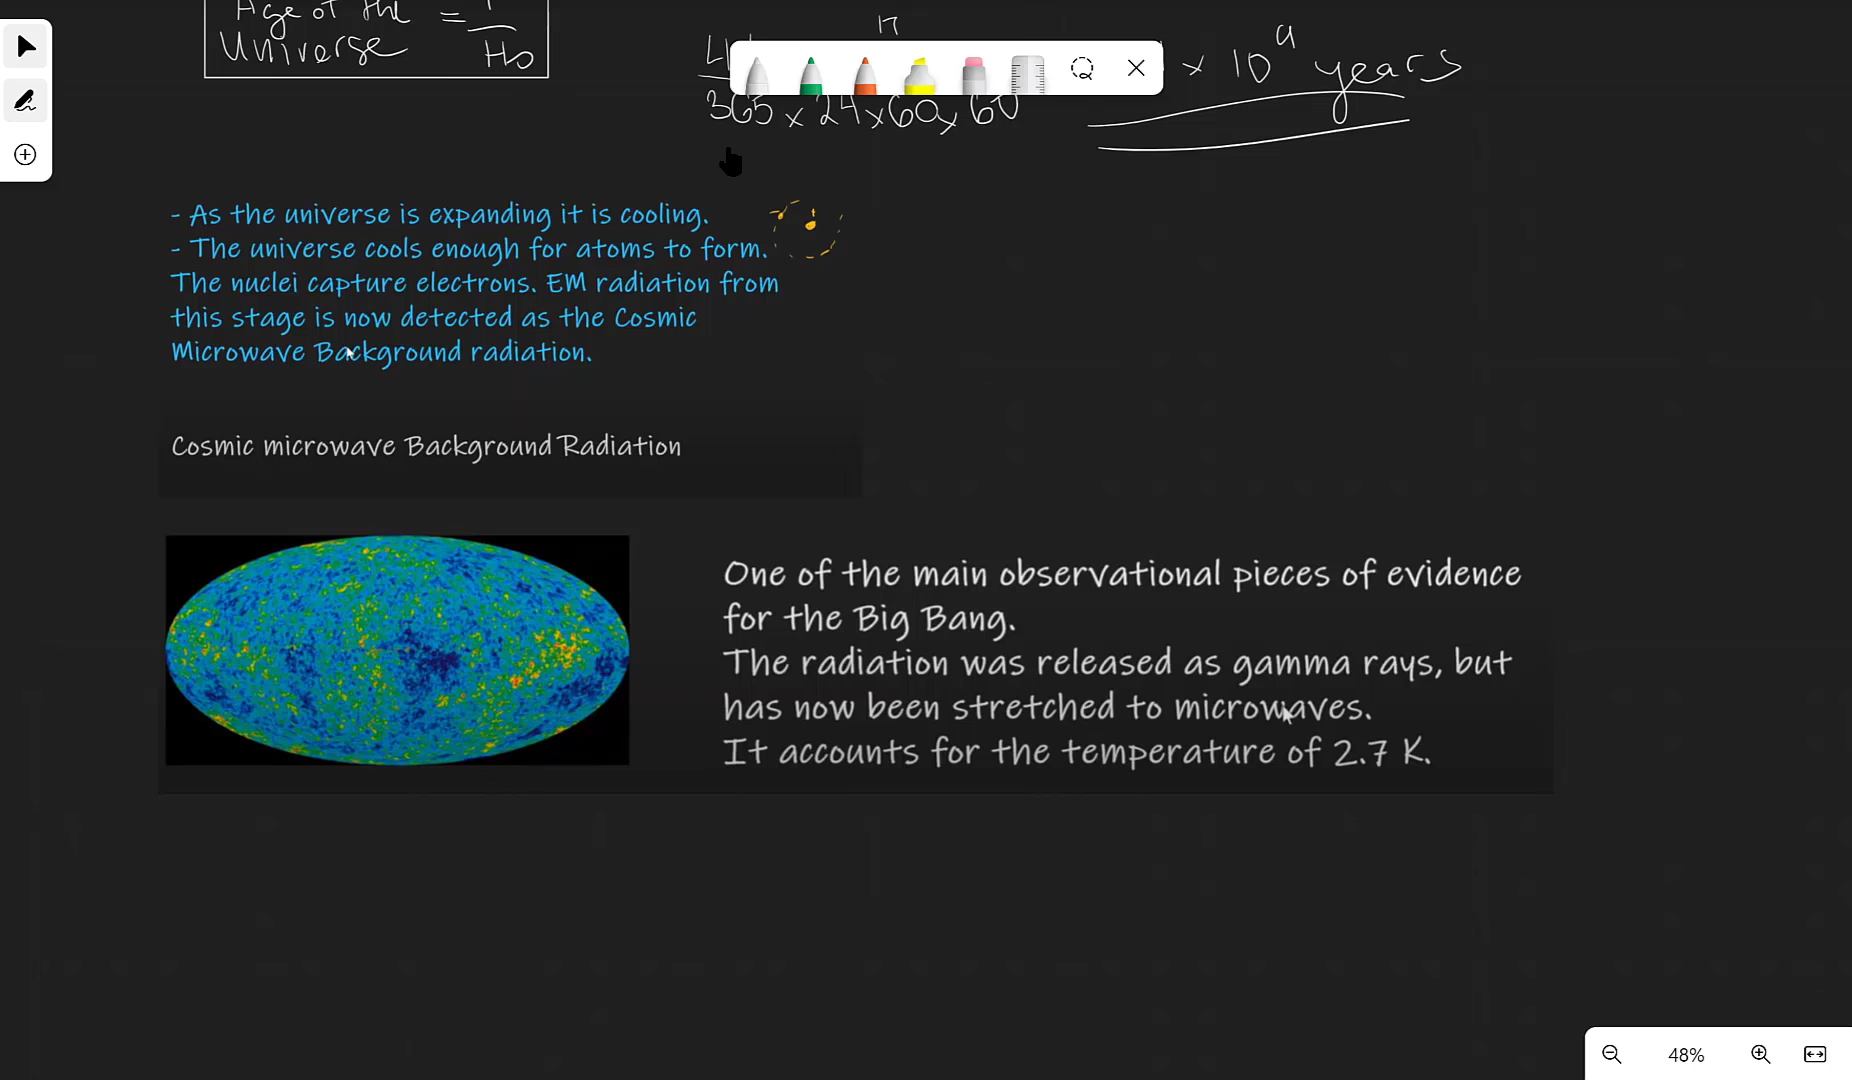 Age of the
Universe
=
Ho
17
365 x 24 x 60 x 60
x 10⁹ years
- As the universe is expanding it is cooling.
- The universe cools enough for atoms to form.
The nuclei capture electrons. EM radiation from
this stage is now detected as the Cosmic
Microwave Background radiation.
Cosmic microwave Background Radiation
One of the main observational pieces of evidence
for the Big Bang.
The radiation was released as gamma rays, but
has now been stretched to microwaves.
It accounts for the temperature of 2.7 K.
48%